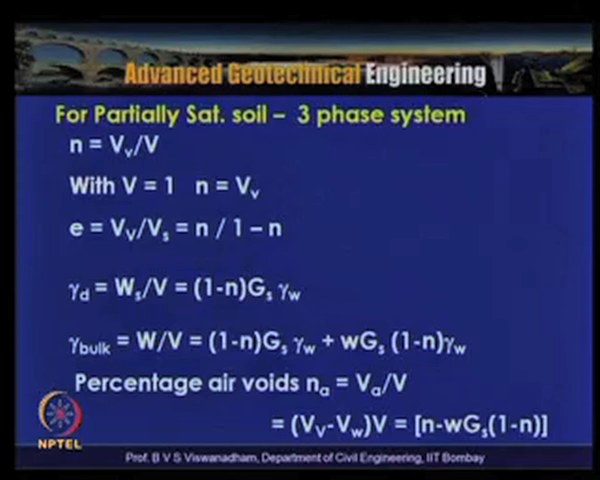 Advanced Geotechnical Engineering
For Partially Sat. soil – 3 phase system
n = Vᵥ/V
With V = 1 n = Vᵥ
e = Vᵥ/Vₛ = n / 1 – n
γd = Wₛ/V = (1-n)Gₛ γw
γbulk = W/V = (1-n)Gₛ γw + wGₛ (1-n)γw
Percentage air voids nₐ = Vₐ/V
= (Vᵥ-Vw)V = [n-wGₛ(1-n)]
NPTEL
Prof. B V S Viswanadham, Department of Civil Engineering, IIT Bombay